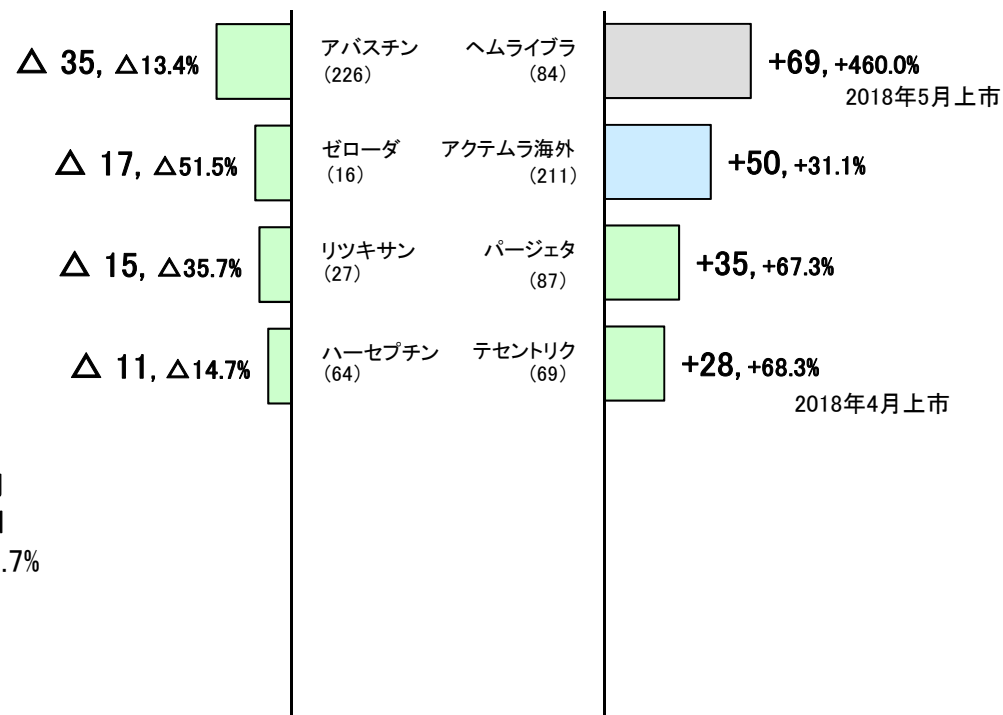 △ 35, △13.4%
アバスチン
(226)
ヘムライブラ
(84)
+69, +460.0%
2018年5月上市
△ 17, △51.5%
ゼローダ
(16)
アクテムラ海外
(211)
+50, +31.1%
△ 15, △35.7%
リツキサン
(27)
パージェタ
(87)
+35, +67.3%
△ 11, △14.7%
ハーセプチン
(64)
テセントリク
(69)
+28, +68.3%
2018年4月上市
.7%